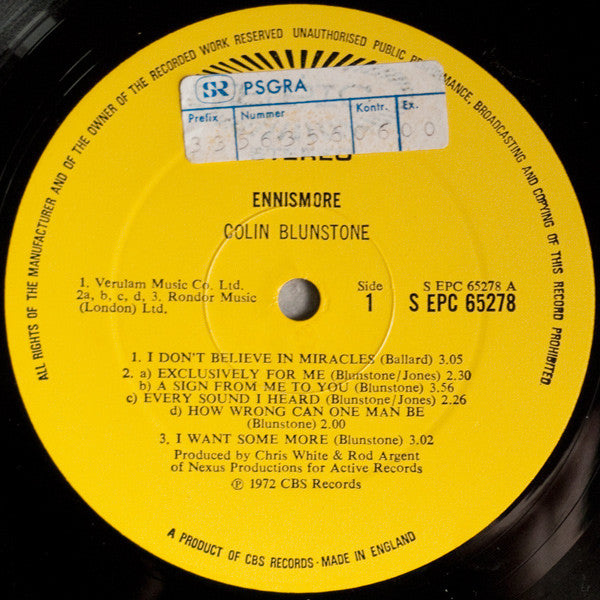 ALL RIGHTS OF THE MANUFACTURER AND OF THE OWNER OF THE RECORDED WORK RESERVED UNAUTHORISED PUBLIC PERFORMANCE, BROADCASTING AND COPYING OF THIS RECORD PROHIBITED
SR PSGRA
Prefix Nummer Kontr. Ex.
33 563560600
STEREO
ENNISMORE
COLIN BLUNSTONE
1. Verulam Music Co. Ltd.
2a, b, c, d, 3. Rondor Music
(London) Ltd.
Side
1
S EPC 65278 A
S EPC 65278
1. I DON'T BELIEVE IN MIRACLES (Ballard) 3.05
2. a) EXCLUSIVELY FOR ME (Blunstone/Jones) 2.30
b) A SIGN FROM ME TO YOU (Blunstone) 3.56
c) EVERY SOUND I HEARD (Blunstone/Jones) 2.26
d) HOW WRONG CAN ONE MAN BE
(Blunstone) 2.00
3. I WANT SOME MORE (Blunstone) 3.02
Produced by Chris White & Rod Argent
of Nexus Productions for Active Records
℗ 1972 CBS Records
A PRODUCT OF CBS RECORDS · MADE IN ENGLAND